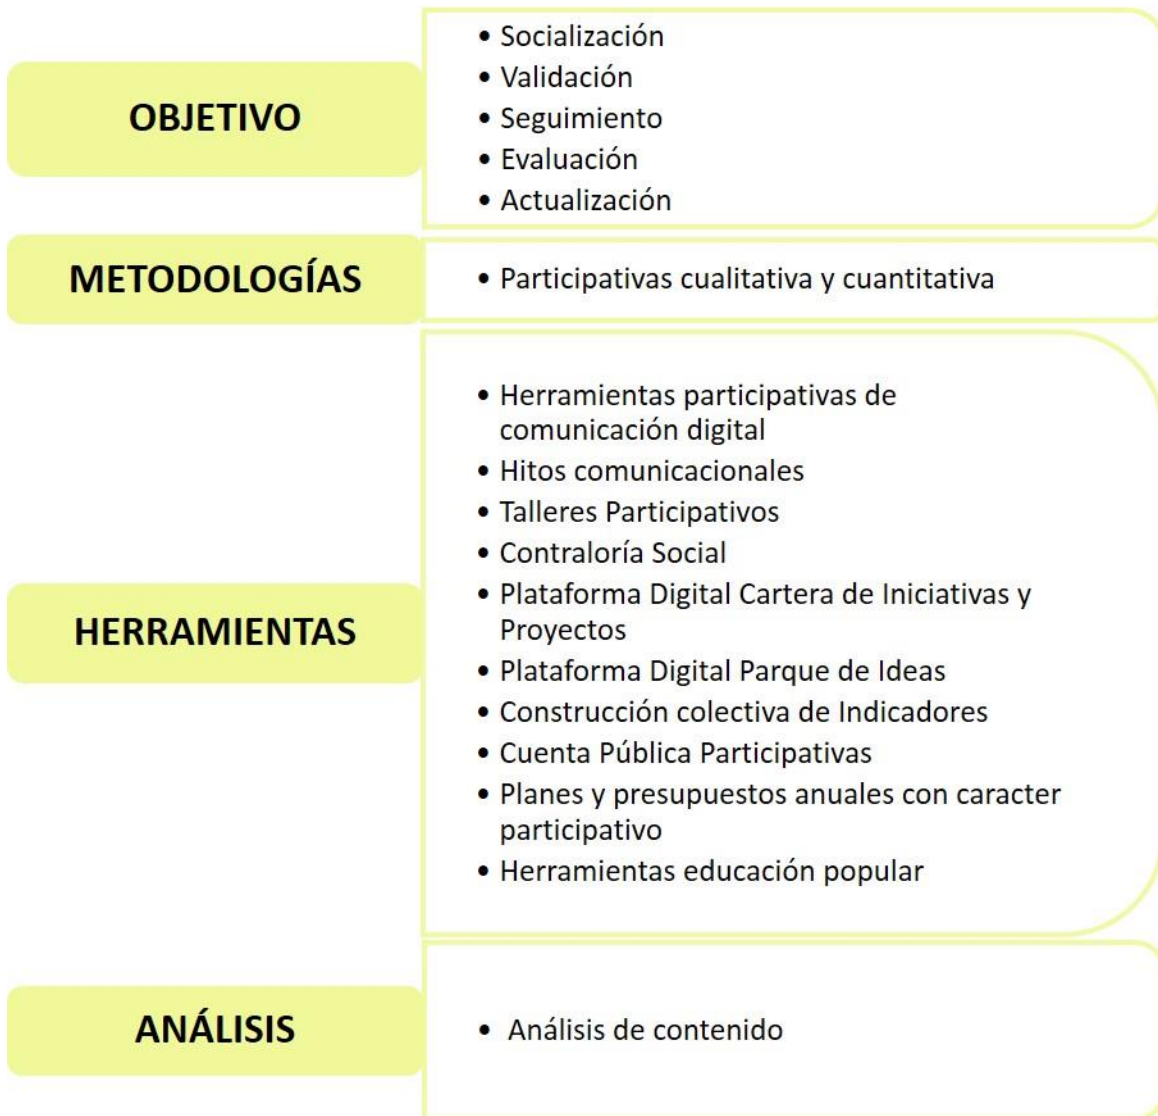 OBJETIVO
• Socialización
• Validación
• Seguimiento
• Evaluación
• Actualización
METODOLOGÍAS
• Participativas cualitativa y cuantitativa
HERRAMIENTAS
• Herramientas participativas de
comunicación digital
• Hitos comunicacionales
• Talleres Participativos
• Contraloría Social
• Plataforma Digital Cartera de Iniciativas y
Proyectos
• Plataforma Digital Parque de Ideas
• Construcción colectiva de Indicadores
• Cuenta Pública Participativas
• Planes y presupuestos anuales con caracter
participativo
• Herramientas educación popular
ANÁLISIS
• Análisis de contenido